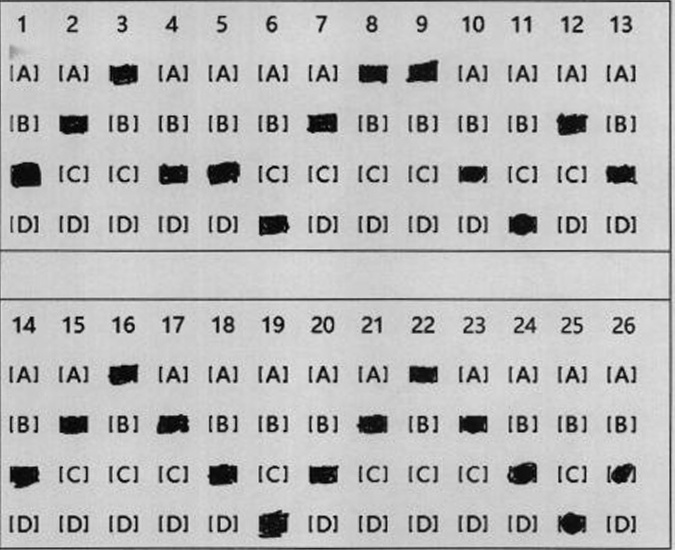 1 2 3 4 5 6 7 8 9 10 11 12 13
[A] [A] [A] [A] [A] [A] [A] [A] [A] [A] [A]
[B] [B] [B] [B] [B] [B] [B] [B] [B] [B]
[C] [C] [C] [C] [C] [C] [C] [C]
[D] [D] [D] [D] [D] [D] [D] [D] [D] [D] [D]
14 15 16 17 18 19 20 21 22 23 24 25 26
[A] [A] [A] [A] [A] [A] [A] [A] [A] [A] [A]
[B] [B] [B] [B] [B] [B] [B] [B] [B]
[C] [C] [C] [C] [C] [C] [C] [C]
[D] [D] [D] [D] [D] [D] [D] [D] [D] [D] [D]